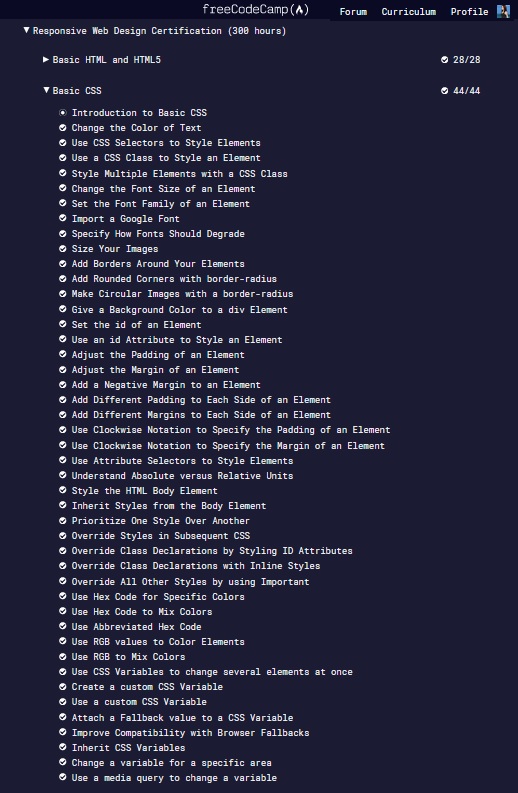 freeCodeCamp
Forum Curriculum Profile
Responsive Web Design Certification (300 hours)
Basic HTML and HTML5 28/28
Basic CSS 44/44
Introduction to Basic CSS
Change the Color of Text
Use CSS Selectors to Style Elements
Use a CSS Class to Style an Element
Style Multiple Elements with a CSS Class
Change the Font Size of an Element
Set the Font Family of an Element
Import a Google Font
Specify How Fonts Should Degrade
Size Your Images
Add Borders Around Your Elements
Add Rounded Corners with border-radius
Make Circular Images with a border-radius
Give a Background Color to a div Element
Set the id of an Element
Use an id Attribute to Style an Element
Adjust the Padding of an Element
Adjust the Margin of an Element
Add a Negative Margin to an Element
Add Different Padding to Each Side of an Element
Add Different Margins to Each Side of an Element
Use Clockwise Notation to Specify the Padding of an Element
Use Clockwise Notation to Specify the Margin of an Element
Use Attribute Selectors to Style Elements
Understand Absolute versus Relative Units
Style the HTML Body Element
Inherit Styles from the Body Element
Prioritize One Style Over Another
Override Styles in Subsequent CSS
Override Class Declarations by Styling ID Attributes
Override Class Declarations with Inline Styles
Override All Other Styles by using Important
Use Hex Code for Specific Colors
Use Hex Code to Mix Colors
Use Abbreviated Hex Code
Use RGB values to Color Elements
Use RGB to Mix Colors
Use CSS Variables to change several elements at once
Create a custom CSS Variable
Use a custom CSS Variable
Attach a Fallback value to a CSS Variable
Improve Compatibility with Browser Fallbacks
Inherit CSS Variables
Change a variable for a specific area
Use a media query to change a variable